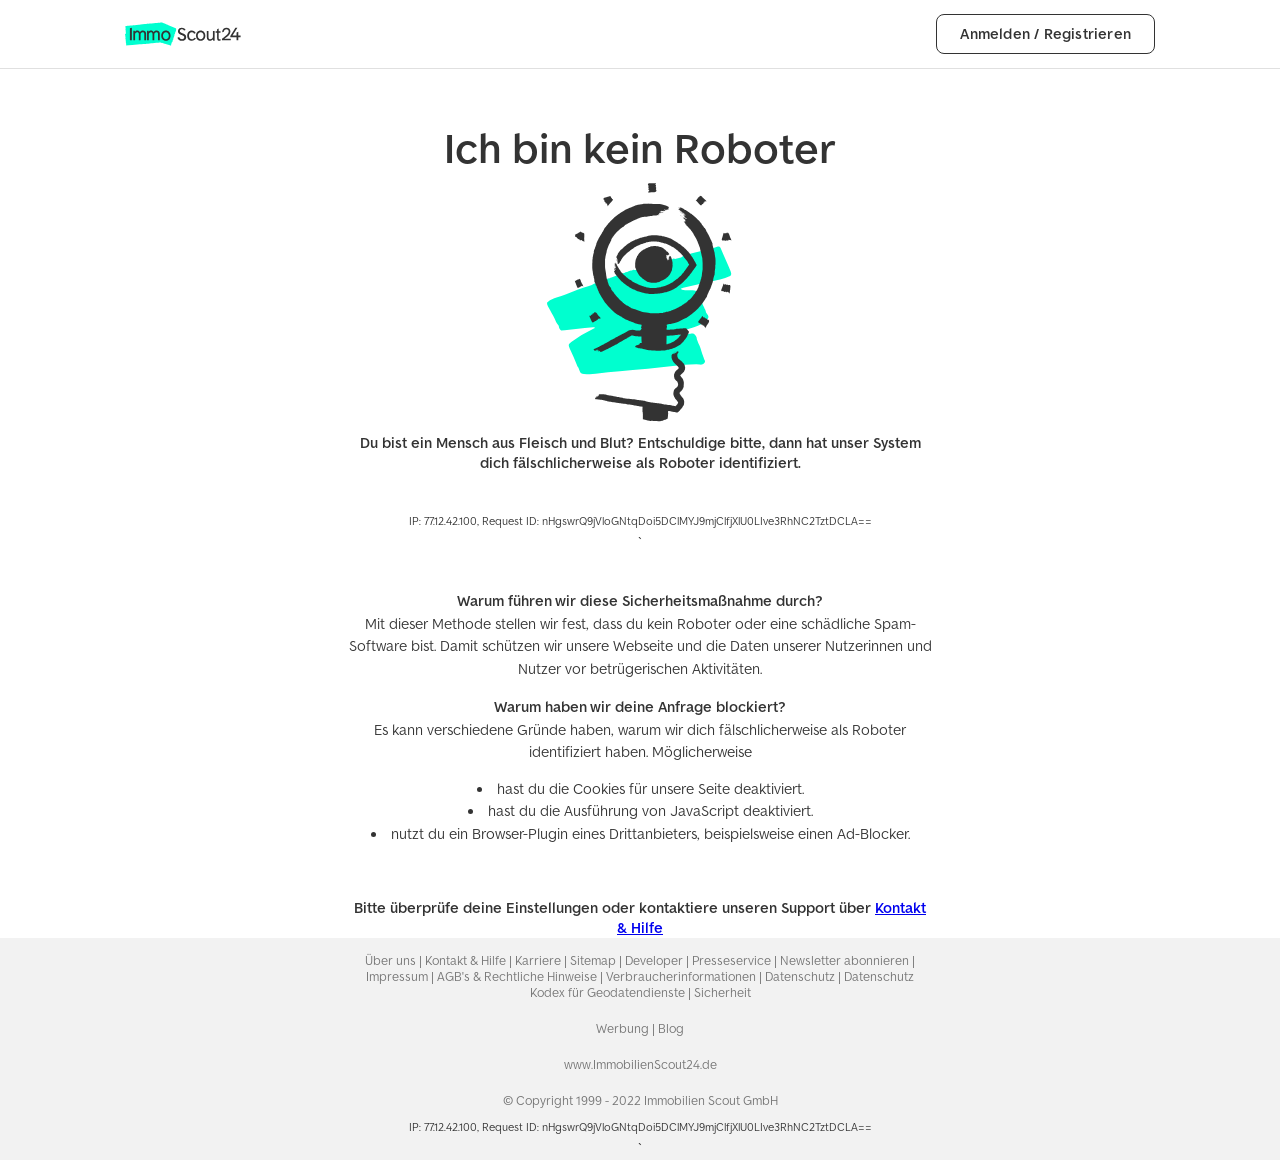 Immo Scout24
Anmelden / Registrieren
Ich bin kein Roboter
Du bist ein Mensch aus Fleisch und Blut? Entschuldige bitte, dann hat unser System
dich fälschlicherweise als Roboter identifiziert.
IP: 77.12.42.100, Request ID: nHgswrQ9jVloGNtqDoi5DClMYJ9mjClfjXlU0LIve3RhNC2TztDCLA==
`
Warum führen wir diese Sicherheitsmaßnahme durch?
Mit dieser Methode stellen wir fest, dass du kein Roboter oder eine schädliche Spam-
Software bist. Damit schützen wir unsere Webseite und die Daten unserer Nutzerinnen und
Nutzer vor betrügerischen Aktivitäten.
Warum haben wir deine Anfrage blockiert?
Es kann verschiedene Gründe haben, warum wir dich fälschlicherweise als Roboter
identifiziert haben. Möglicherweise
• hast du die Cookies für unsere Seite deaktiviert.
• hast du die Ausführung von JavaScript deaktiviert.
• nutzt du ein Browser-Plugin eines Drittanbieters, beispielsweise einen Ad-Blocker.
Bitte überprüfe deine Einstellungen oder kontaktiere unseren Support über Kontakt
& Hilfe
Über uns | Kontakt & Hilfe | Karriere | Sitemap | Developer | Presseservice | Newsletter abonnieren |
Impressum | AGB's & Rechtliche Hinweise | Verbraucherinformationen | Datenschutz | Datenschutz
Kodex für Geodatendienste | Sicherheit
Werbung | Blog
www.ImmobilienScout24.de
© Copyright 1999 - 2022 Immobilien Scout GmbH
IP: 77.12.42.100, Request ID: nHgswrQ9jVloGNtqDoi5DClMYJ9mjClfjXlU0LIve3RhNC2TztDCLA==
`